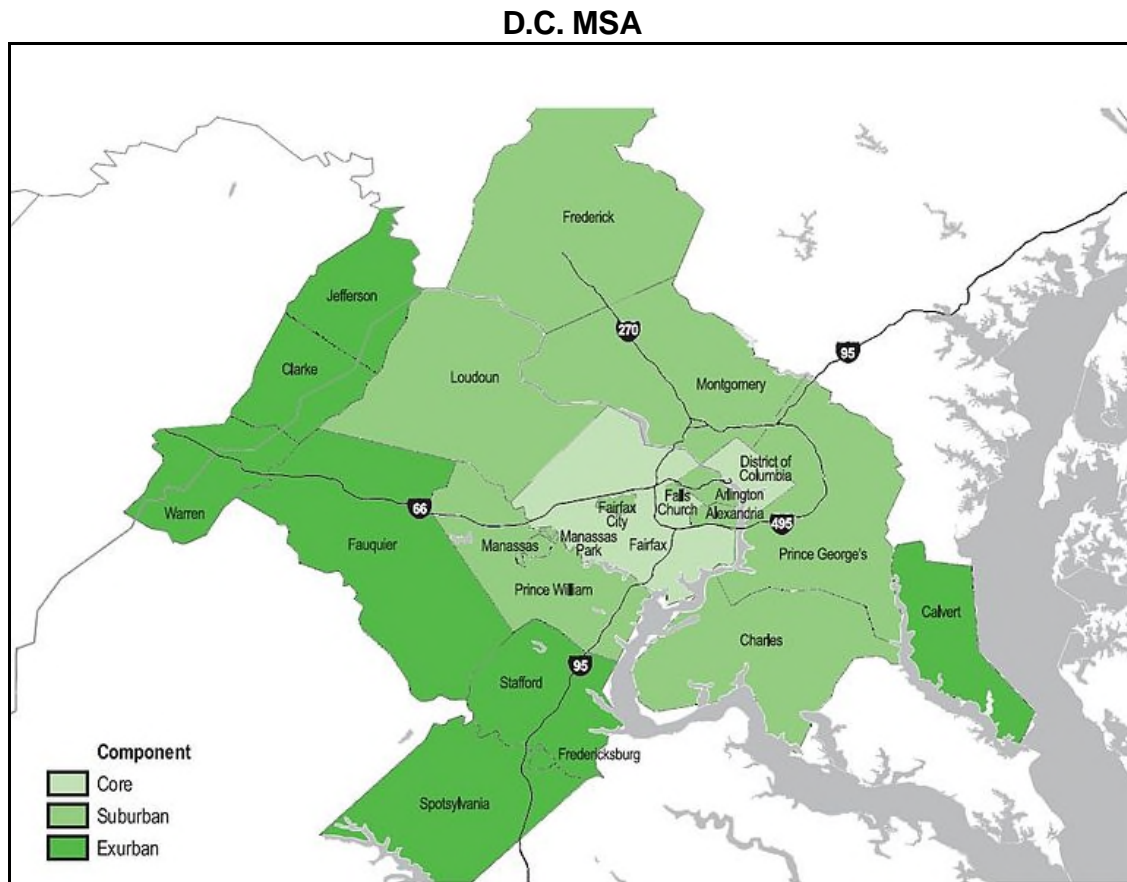 D.C. MSA
Frederick
Jefferson
270
95
Clarke
Loudoun
Montgomery
District of
Columbia
Falls
Church
Arlington
Alexandria
66
Fairfax
City
495
Warren
Fauquier
Manassas
Manassas
Park
Fairfax
Prince George's
Prince William
Calvert
Charles
95
Stafford
Fredericksburg
Spotsylvania
Component
Core
Suburban
Exurban